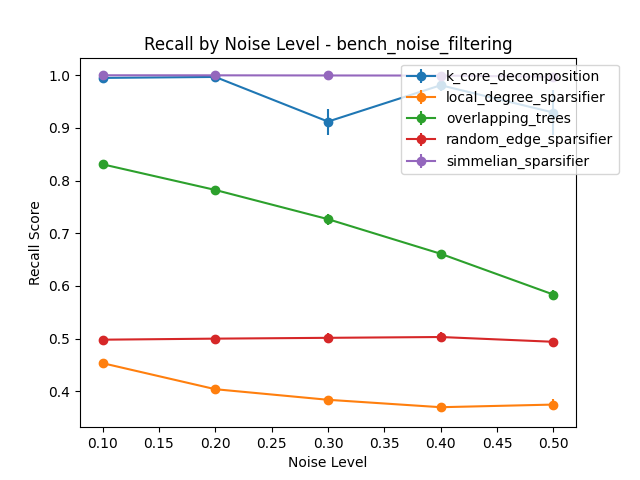 Recall by Noise Level - bench_noise_filtering
k_core_decomposition
local_degree_sparsifier
overlapping_trees
random_edge_sparsifier
simmelian_sparsifier
Recall Score
1.0
0.9
0.8
0.7
0.6
0.5
0.4
0.10 0.15 0.20 0.25 0.30 0.35 0.40 0.45 0.50
Noise Level